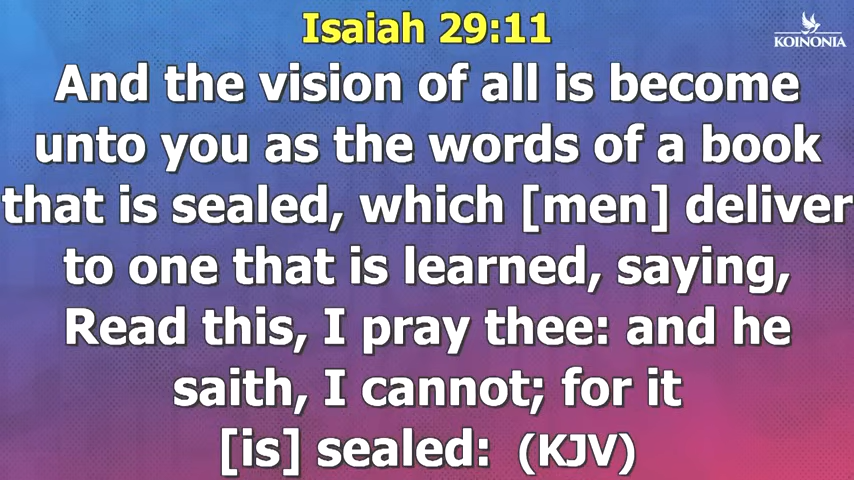 Isaiah 29:11
KOINONIA
And the vision of all is become
unto you as the words of a book
that is sealed, which [men] deliver
to one that is learned, saying,
Read this, I pray thee: and he
saith, I cannot; for it
[is] sealed: (KJV)